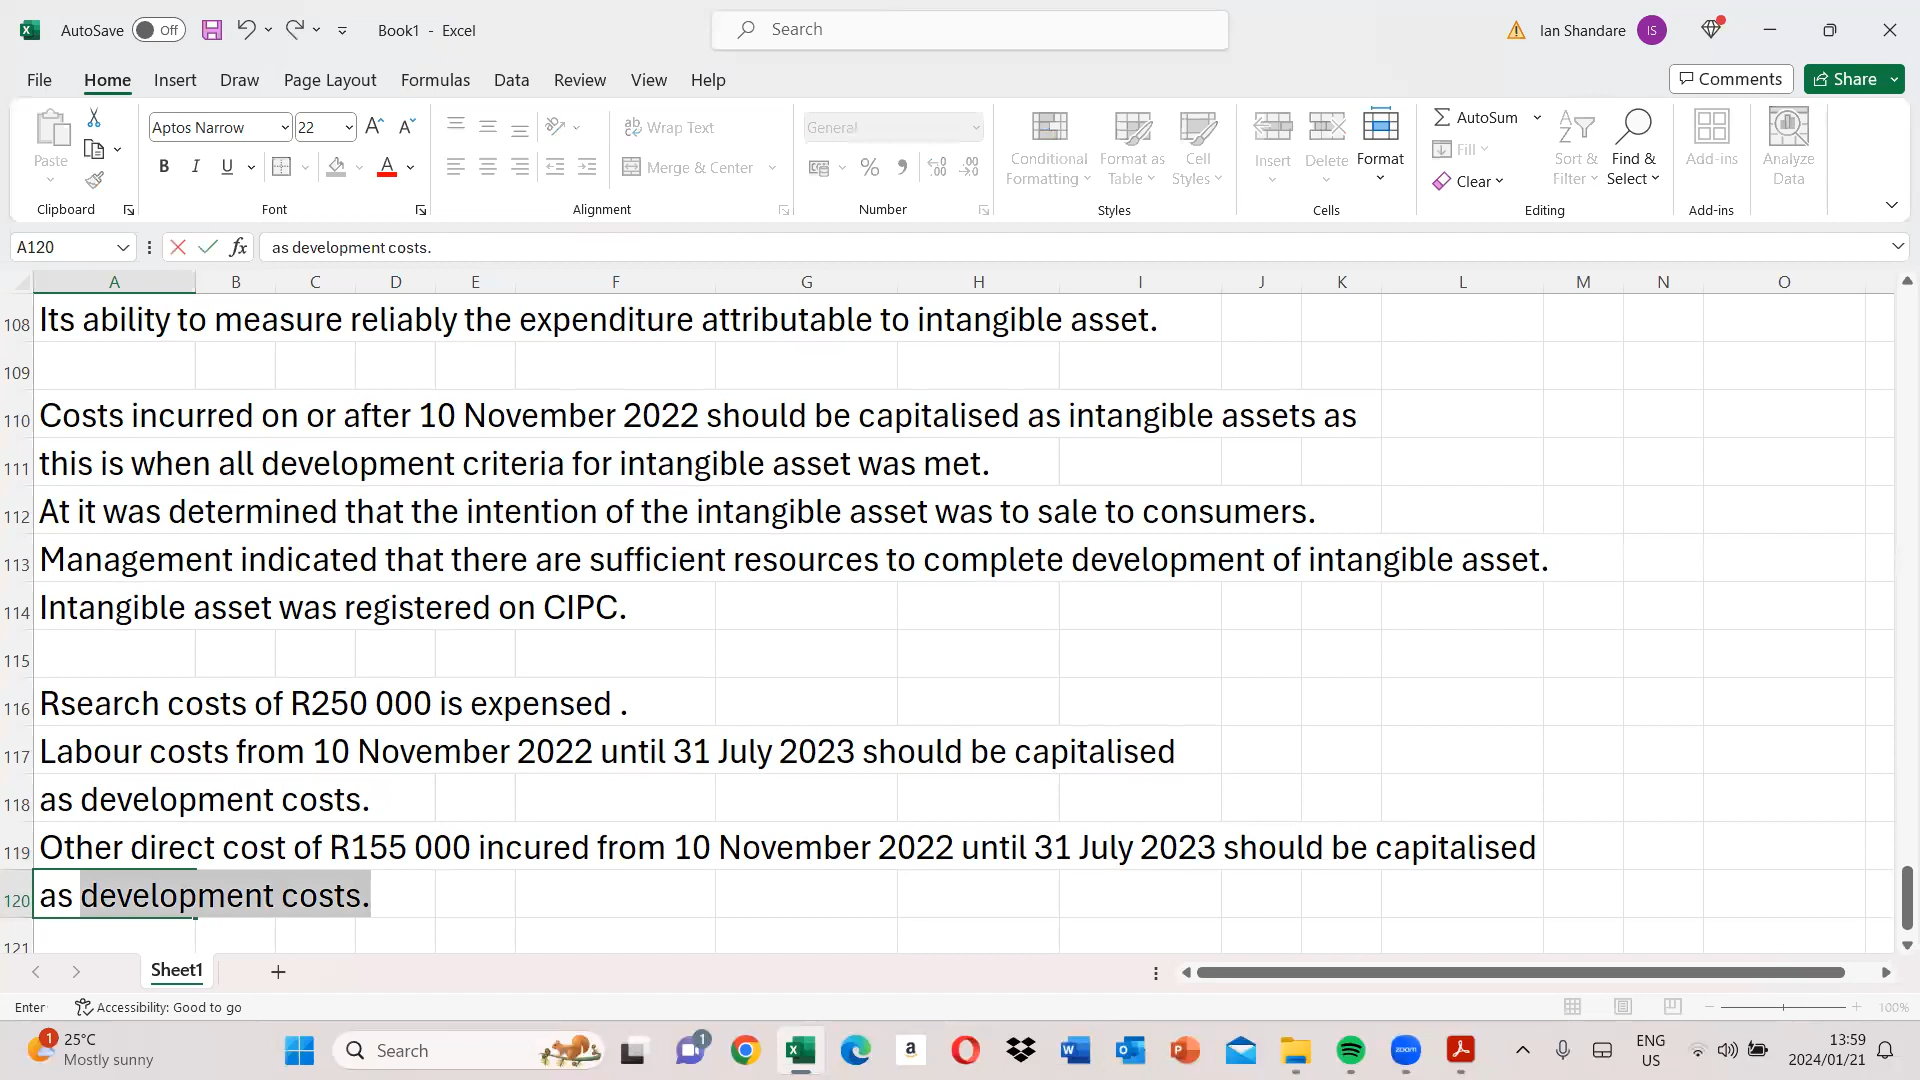 AutoSave Off Book1 - Excel Search Ian Shandare IS
File Home Insert Draw Page Layout Formulas Data Review View Help Comments Share
Paste Aptos Narrow 22 Wrap Text General Conditional Formatting Format as Table Cell Styles Insert Delete Format AutoSum Fill Clear Sort & Filter Find & Select Add-ins Analyze Data
B I U Merge & Center
Clipboard Font Alignment Number Styles Cells Editing Add-ins
A120 fx as development costs.
A B C D E F G H I J K L M N O
108 Its ability to measure reliably the expenditure attributable to intangible asset.
109
110 Costs incurred on or after 10 November 2022 should be capitalised as intangible assets as
111 this is when all development criteria for intangible asset was met.
112 At it was determined that the intention of the intangible asset was to sale to consumers.
113 Management indicated that there are sufficient resources to complete development of intangible asset.
114 Intangible asset was registered on CIPC.
115
116 Rsearch costs of R250 000 is expensed .
117 Labour costs from 10 November 2022 until 31 July 2023 should be capitalised
118 as development costs.
119 Other direct cost of R155 000 incured from 10 November 2022 until 31 July 2023 should be capitalised
120 as development costs.
121
Sheet1
Enter Accessibility: Good to go 100%
1 25°C Mostly sunny Search 1 ENG US 13:59 2024/01/21